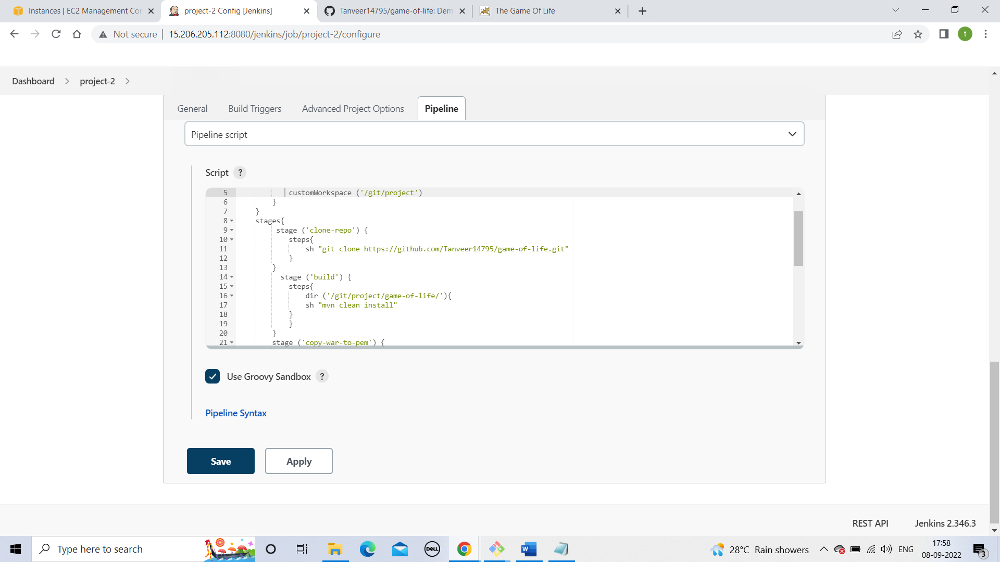 Instances | EC2 Management Con
project-2 Config [Jenkins]
Tanveer14795/game-of-life: Dem
The Game Of Life
Not secure
15.206.205.112:8080/jenkins/job/project-2/configure
t
Dashboard
project-2
General
Build Triggers
Advanced Project Options
Pipeline
Pipeline script
Script ?
5 customWorkspace ('/git/project')
6 }
7 }
8 stages{
9 stage ('clone-repo') {
10 steps{
11 sh "git clone https://github.com/Tanveer14795/game-of-life.git"
12 }
13 }
14 stage ('build') {
15 steps{
16 dir ('/git/project/game-of-life/'){
17 sh "mvn clean install"
18 }
19 }
20 }
21 stage ('copy-war-to-pem') {
Use Groovy Sandbox ?
Pipeline Syntax
Save
Apply
REST API
Jenkins 2.346.3
Type here to search
DELL
W
28°C Rain showers
ENG
17:58
08-09-2022
3